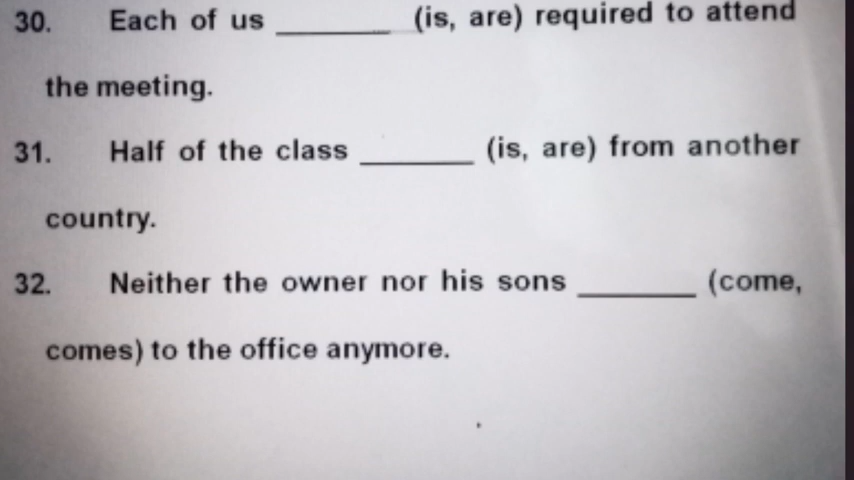 30. Each of us ________ (is, are) required to attend
the meeting.
31. Half of the class ________ (is, are) from another
country.
32. Neither the owner nor his sons ________ (come,
comes) to the office anymore.